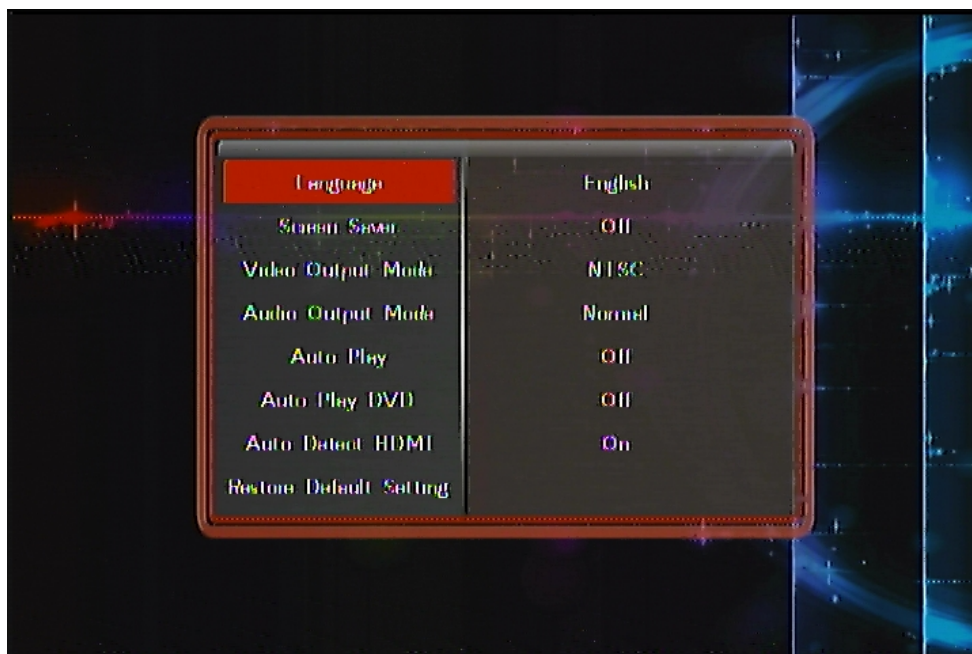 Language English
Screen Saver Off
Video Output Mode NTSC
Audio Output Mode Normal
Auto Play Off
Auto Play DVD Off
Auto Detect HDMI On
Restore Default Setting